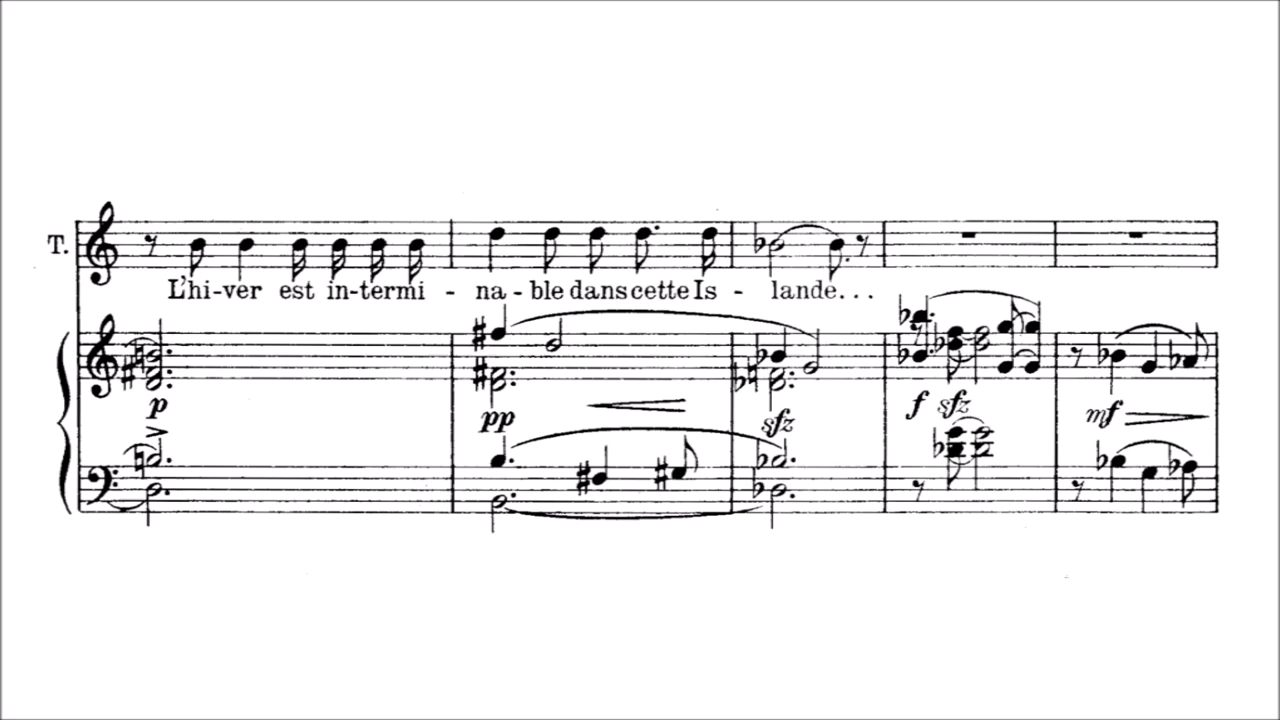 T.
L'hi-ver est in-termi - na - ble dans cette Is - lande...
p pp sfz f sfz mf